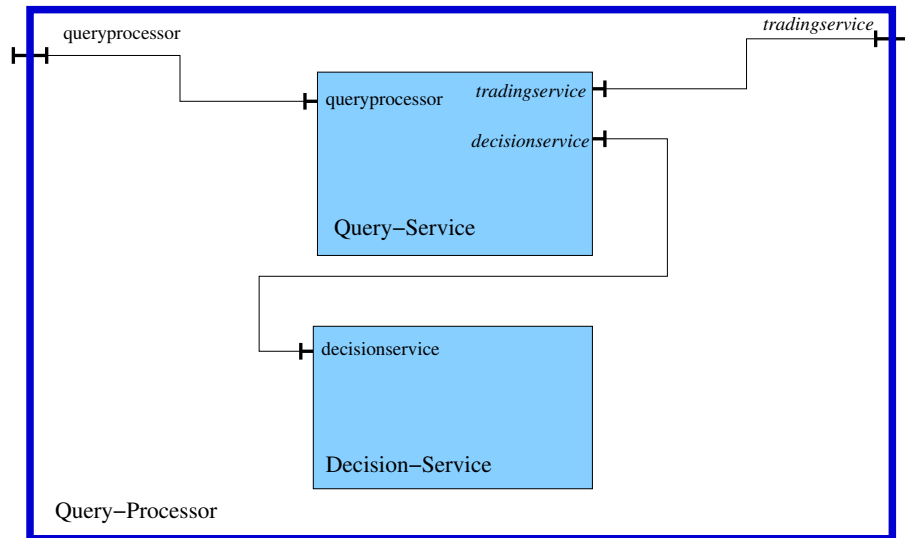 queryprocessor
tradingservice
queryprocessor
tradingservice
decisionservice
Query−Service
decisionservice
Decision−Service
Query−Processor